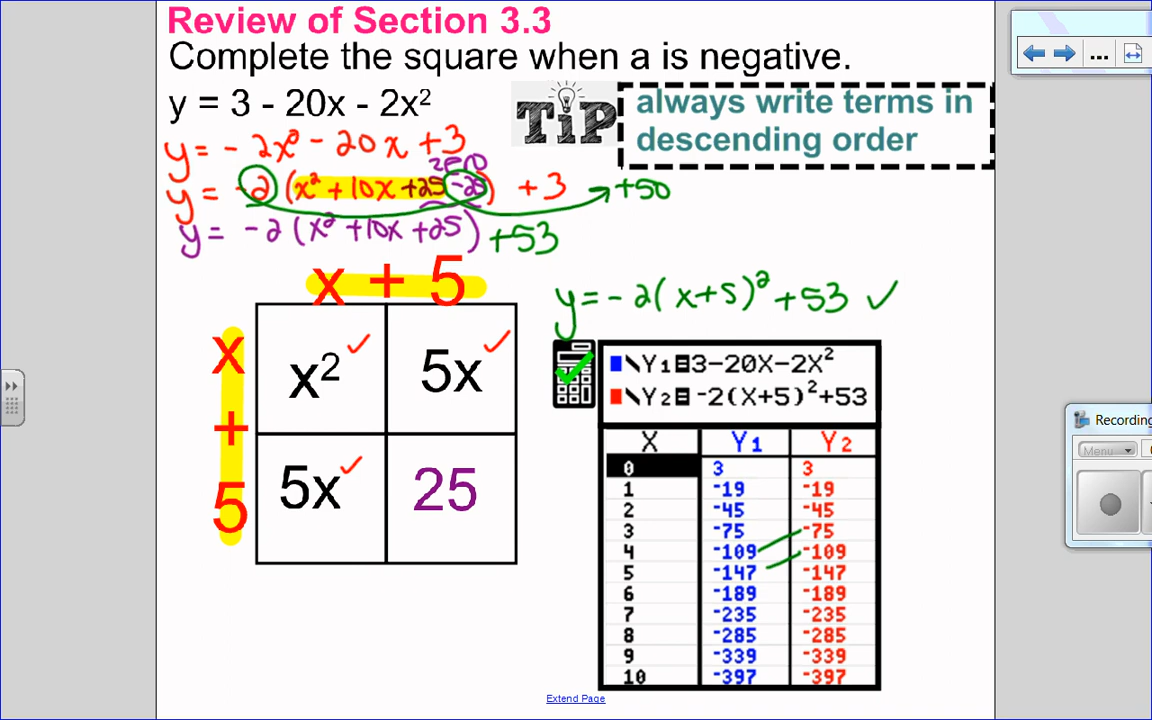 Review of Section 3.3
Complete the square when a is negative.
y = 3 - 20x - 2x²
TiP
always write terms in
descending order
y = - 2x² - 20x + 3
zero
y = -2 (x² + 10x + 25 - 25) + 3 → +50
y = -2 (x² + 10x + 25) + 53
x + 5
y = - 2(x+5)² + 53 ✓
x
+
5
x² ✓
5x ✓
5x ✓
25
\Y1=3-20X-2X²
\Y2=-2(X+5)²+53
X Y1 Y2
0 3 3
1 -19 -19
2 -45 -45
3 -75 -75
4 -109 -109
5 -147 -147
6 -189 -189
7 -235 -235
8 -285 -285
9 -339 -339
10 -397 -397
Extend Page
...
Recording
Menu